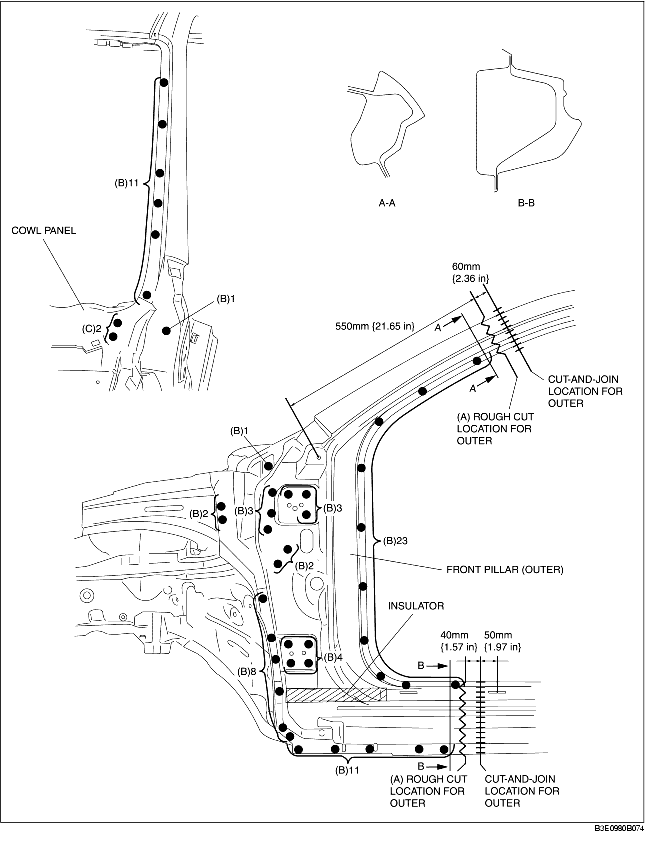 (B)11
A-A
B-B
COWL PANEL
60mm
{2.36 in}
(B)1
(C)2
550mm {21.65 in}
A
A
CUT-AND-JOIN
LOCATION FOR
OUTER
(A) ROUGH CUT
LOCATION FOR
OUTER
(B)1
(B)2
(B)3
(B)3
(B)23
(B)2
FRONT PILLAR (OUTER)
INSULATOR
40mm
{1.57 in}
50mm
{1.97 in}
B
(B)4
(B)8
B
(B)11
(A) ROUGH CUT
LOCATION FOR
OUTER
CUT-AND-JOIN
LOCATION FOR
OUTER
B3E0980B074